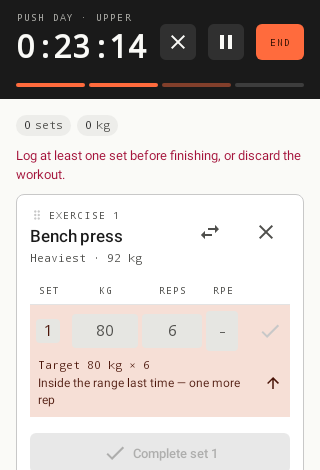 PUSH DAY · UPPER
0:23:14
END
0 sets 0 kg
Log at least one set before finishing, or discard the
workout.
EXERCISE 1
Bench press
Heaviest · 92 kg
SET KG REPS RPE
1 80 6 –
Target 80 kg × 6
Inside the range last time — one more
rep
Complete set 1